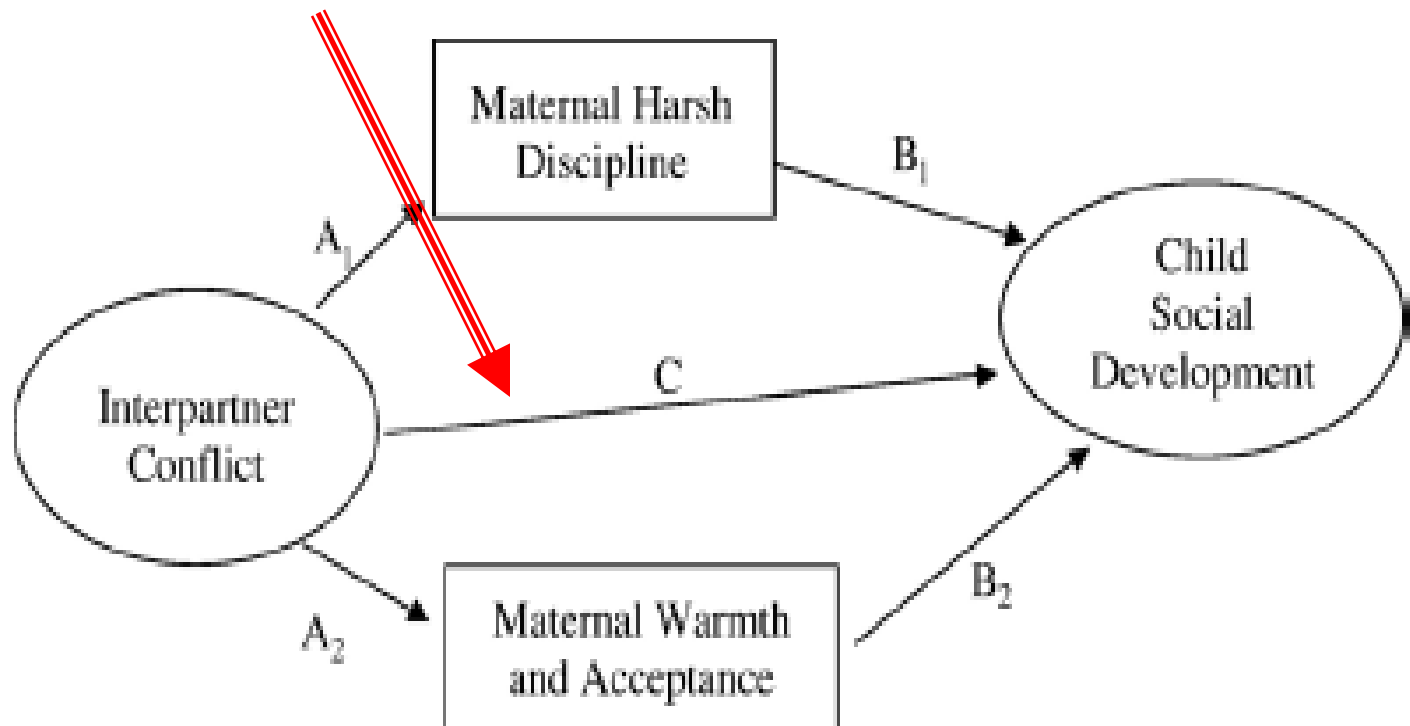 Maternal Harsh
Discipline
B₁
A₁
Child
Social
Development
C
Interpartner
Conflict
B₂
A₂
Maternal Warmth
and Acceptance